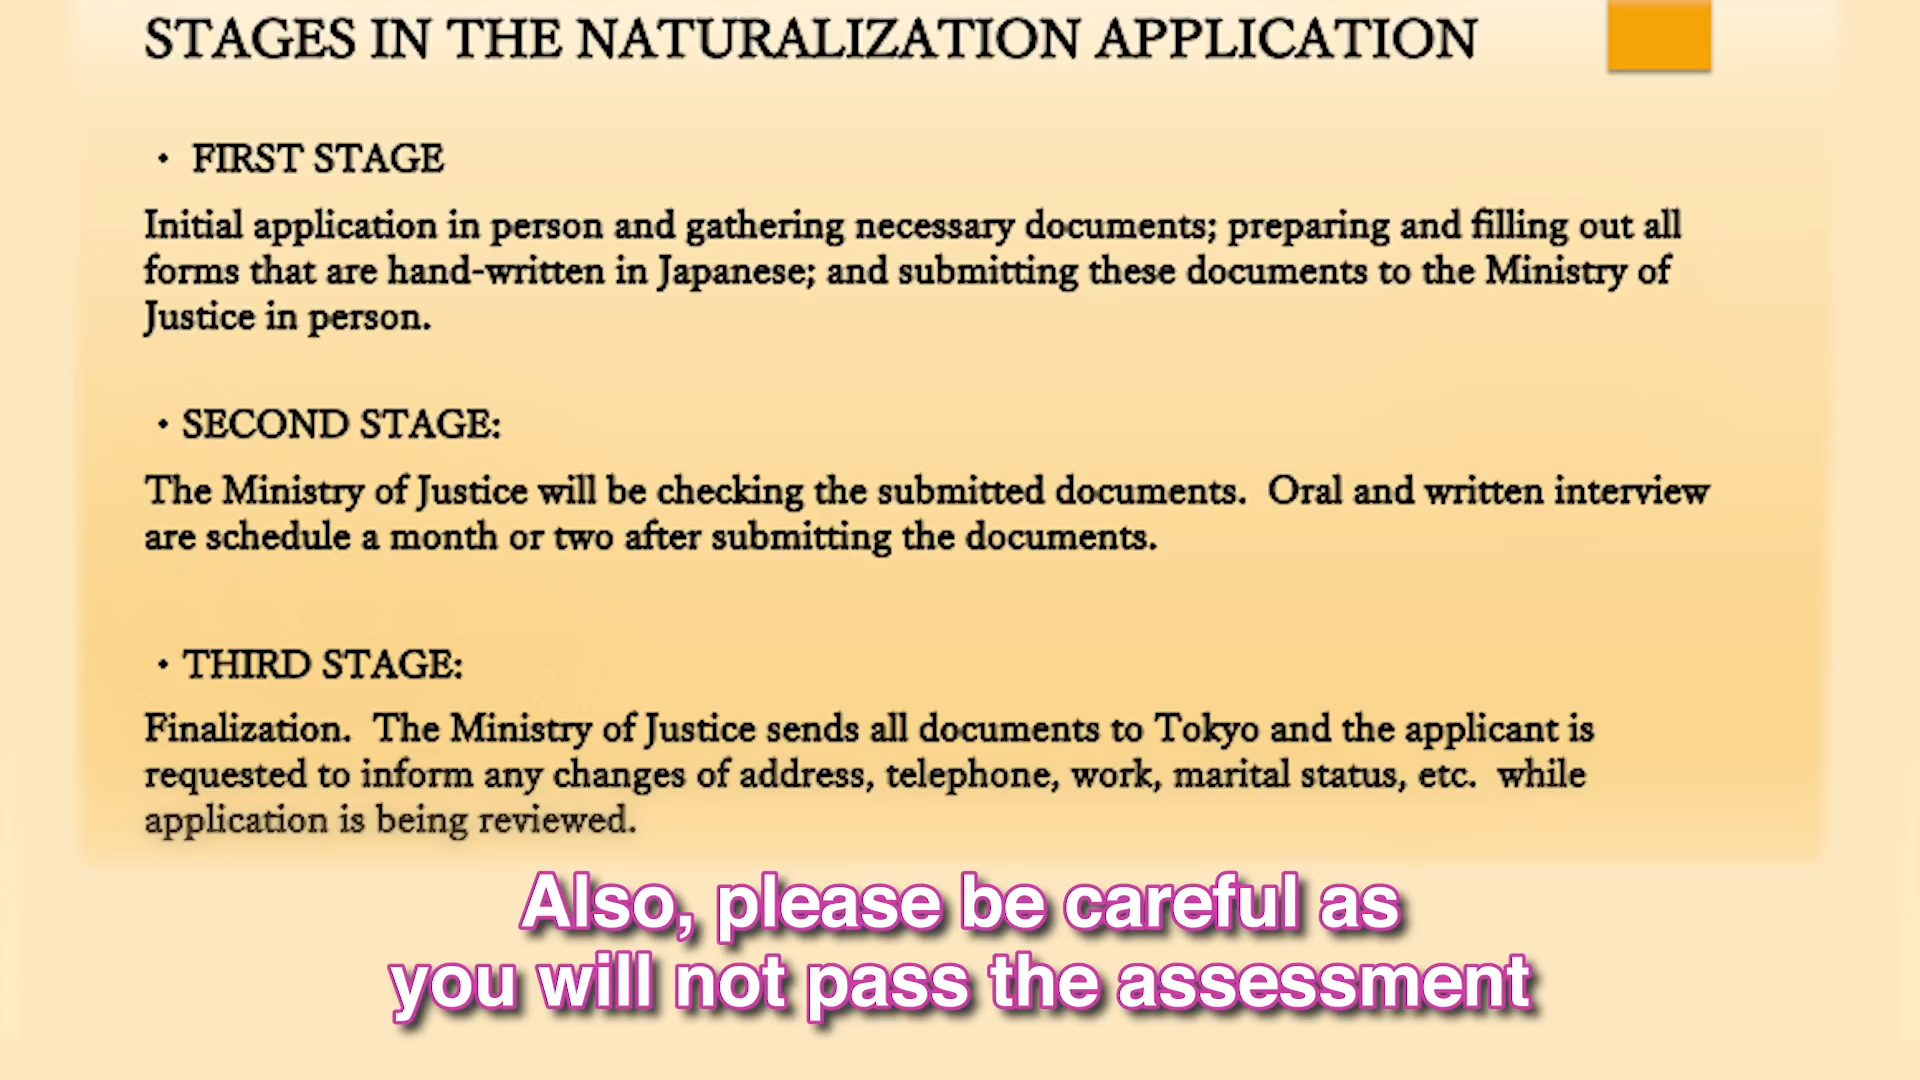 STAGES IN THE NATURALIZATION APPLICATION
• FIRST STAGE
Initial application in person and gathering necessary documents; preparing and filling out all
forms that are hand-written in Japanese; and submitting these documents to the Ministry of
Justice in person.
• SECOND STAGE:
The Ministry of Justice will be checking the submitted documents. Oral and written interview
are schedule a month or two after submitting the documents.
• THIRD STAGE:
Finalization. The Ministry of Justice sends all documents to Tokyo and the applicant is
requested to inform any changes of address, telephone, work, marital status, etc. while
application is being reviewed.
Also, please be careful as
you will not pass the assessment